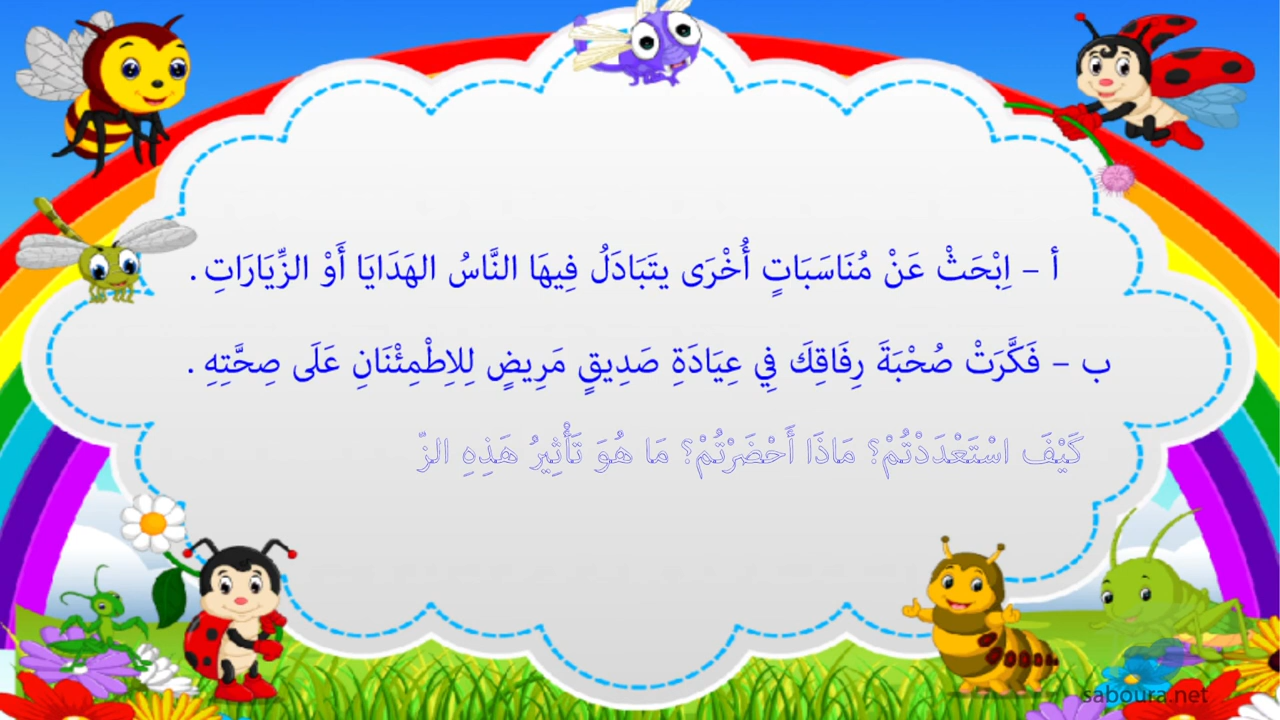 أ – اِبْحَثْ عَنْ مُنَاسَبَاتٍ أُخْرَى يتَبَادَلُ فِيهَا النَّاسُ الهَدَايَا أَوْ الزِّيَارَاتِ .
ب – فَكَّرَتْ صُحْبَةَ رِفَاقِكَ فِي عِيَادَةِ صَدِيقٍ مَرِيضٍ لِلاِطْمِئْنَانِ عَلَى صِحَّتِهِ .
كَيْفَ اسْتَعْدَدْتُمْ؟ مَاذَا أَحْضَرْتُمْ؟ مَا هُوَ تَأْثِيرُ هَذِهِ الزِّ
saboura.net